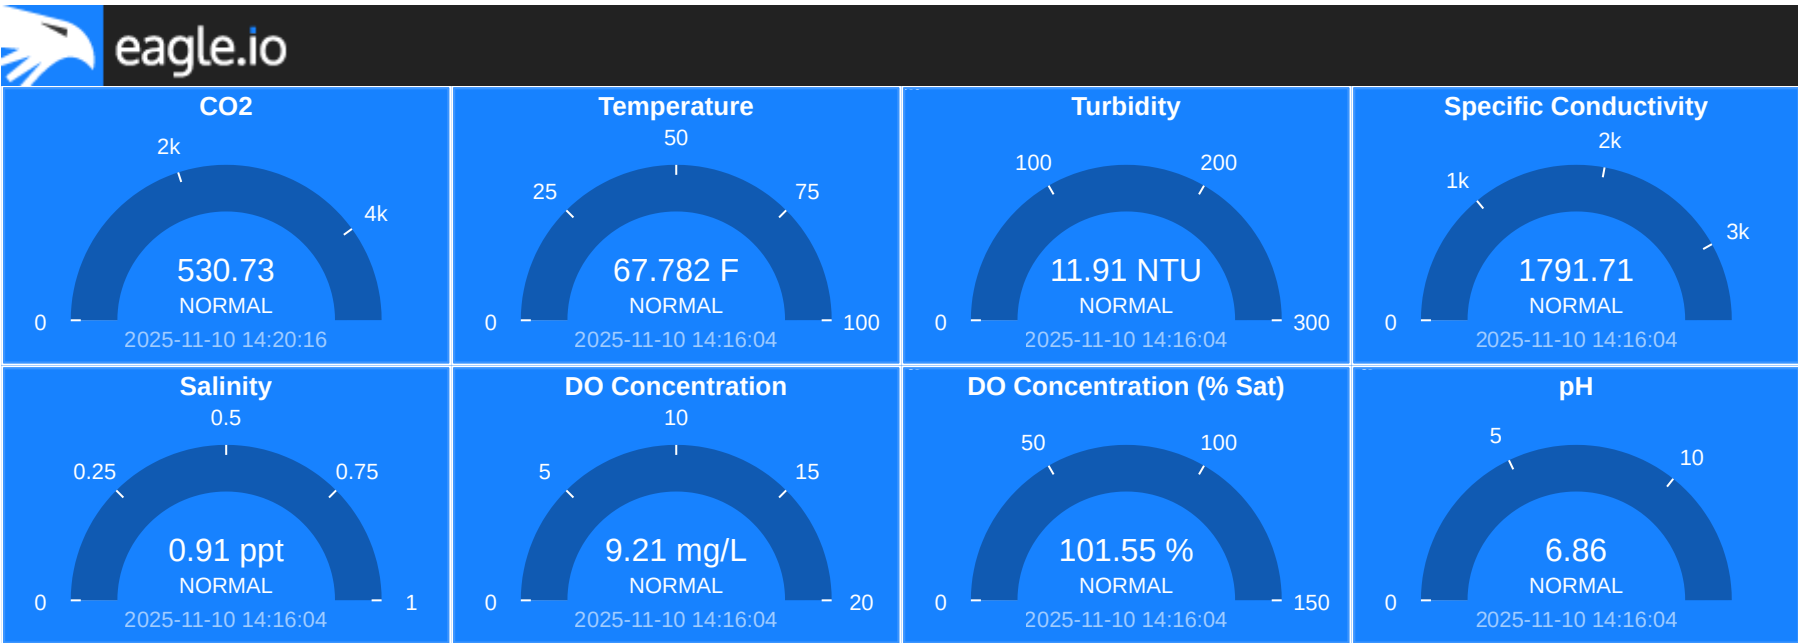 eagle.io
CO2
2k
4k
530.73
NORMAL
0
2025-11-10 14:20:16
Temperature
50
25
75
67.782 F
NORMAL
0
100
2025-11-10 14:16:04
Turbidity
100
200
11.91 NTU
NORMAL
0
300
2025-11-10 14:16:04
Specific Conductivity
2k
1k
3k
1791.71
NORMAL
0
2025-11-10 14:16:04
Salinity
0.5
0.25
0.75
0.91 ppt
NORMAL
0
1
2025-11-10 14:16:04
DO Concentration
10
5
15
9.21 mg/L
NORMAL
0
20
2025-11-10 14:16:04
DO Concentration (% Sat)
50
100
101.55 %
NORMAL
0
150
2025-11-10 14:16:04
pH
5
10
6.86
NORMAL
0
2025-11-10 14:16:04